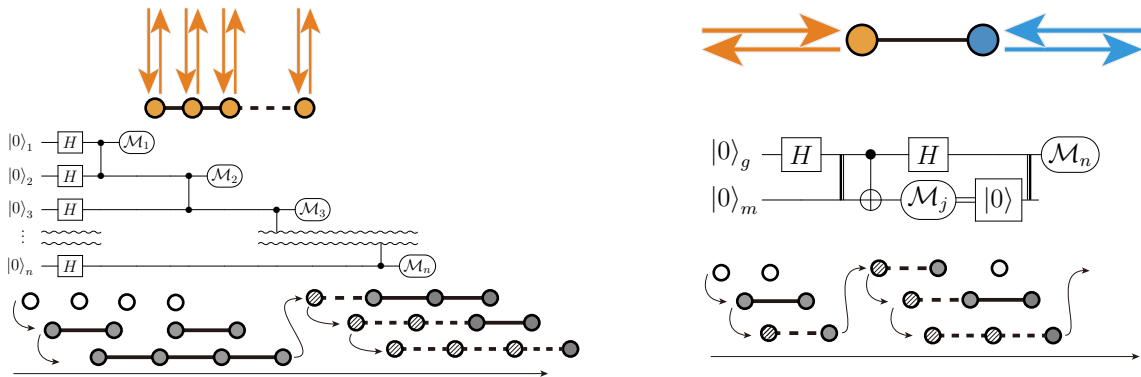 |0⟩₁ H 𝓜₁
|0⟩₂ H 𝓜₂
|0⟩₃ H 𝓜₃
⋮
|0⟩ₙ H 𝓜ₙ
|0⟩g H H 𝓜ₙ
|0⟩ₘ 𝓜ⱼ |0⟩